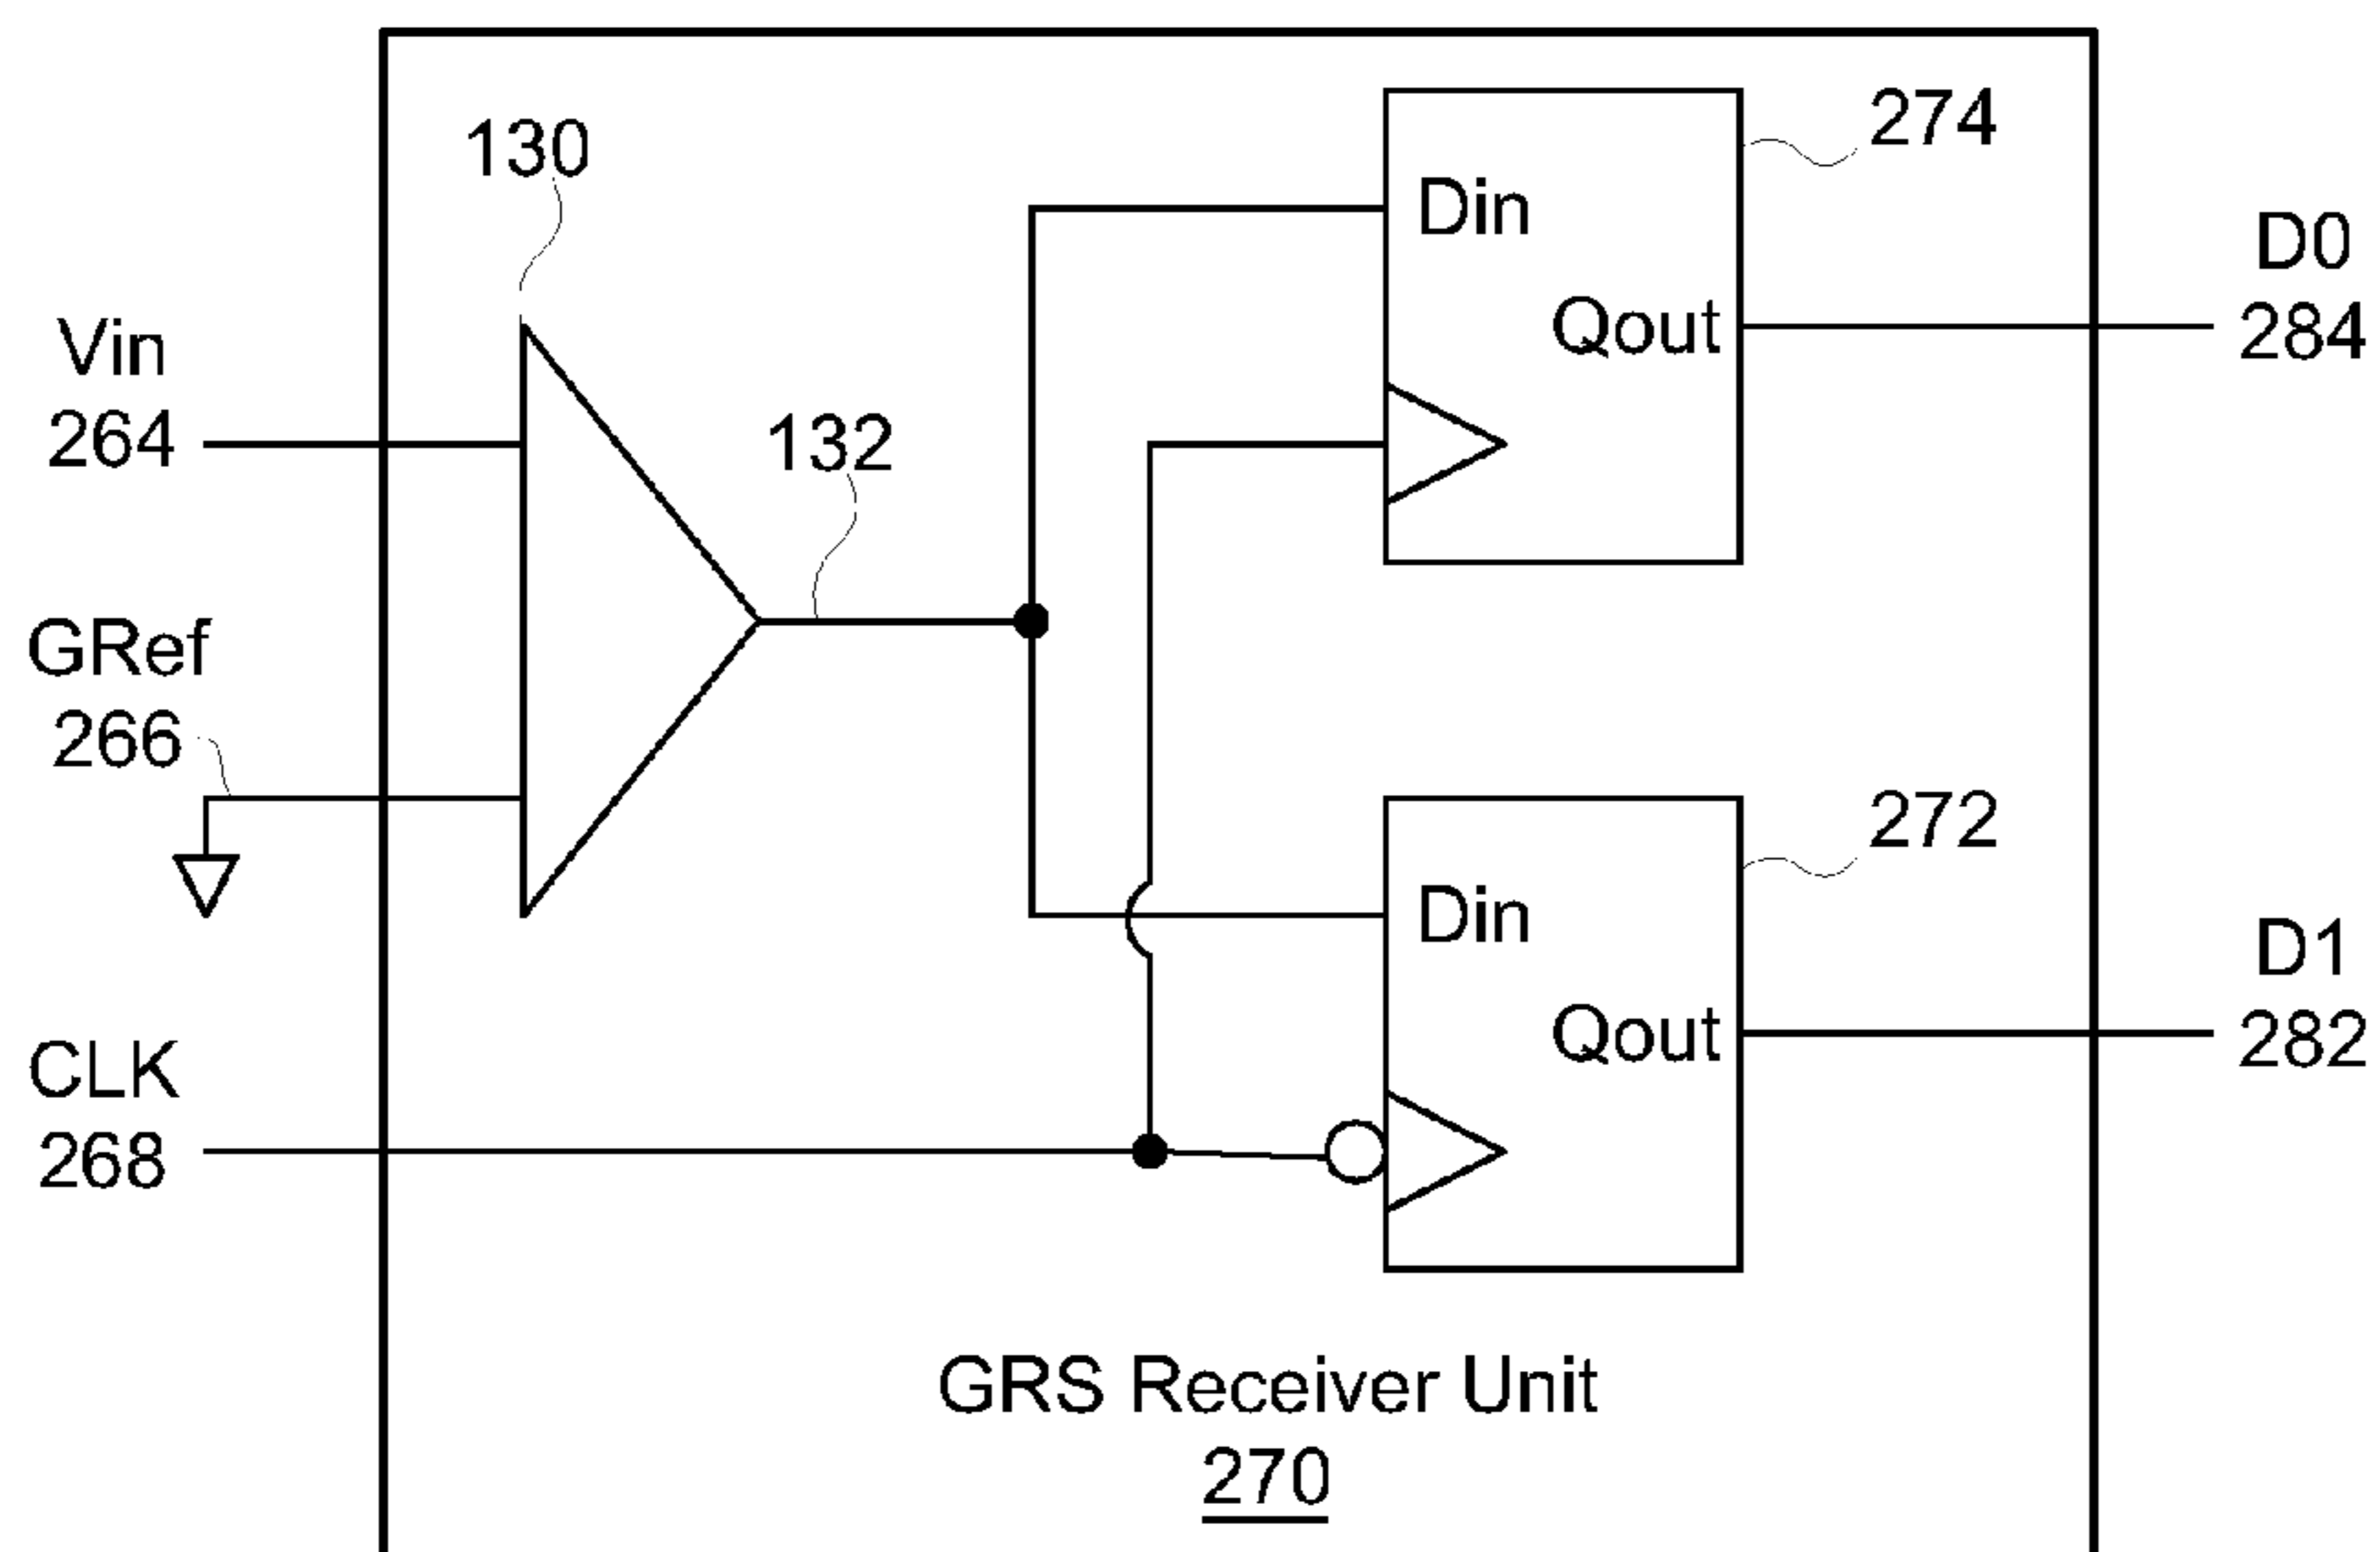 130
274
Din
Qout
D0
284
Vin
264
132
GRef
266
272
Din
Qout
D1
282
CLK
268
GRS Receiver Unit
270